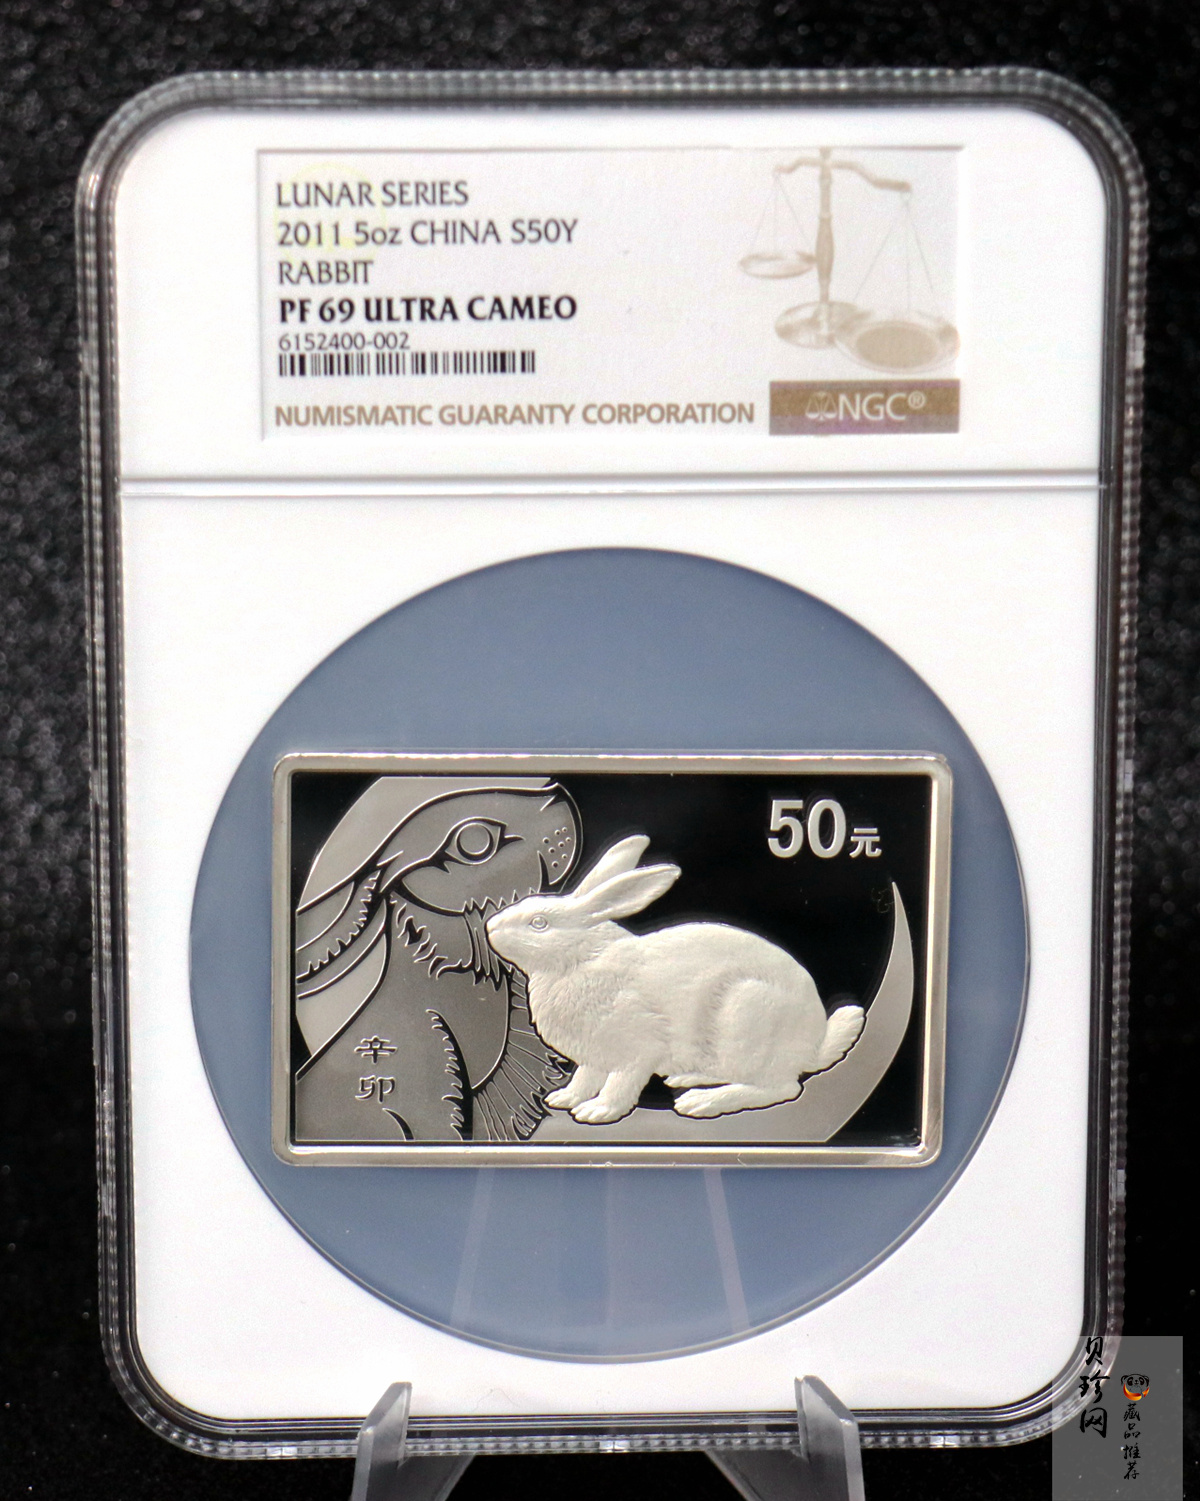 LUNAR SERIES
2011 5oz CHINA S50Y
RABBIT
PF 69 ULTRA CAMEO
6152400-002
NUMISMATIC GUARANTY CORPORATION
NGC®
50元
辛
卯
贝珍网
藏品推荐